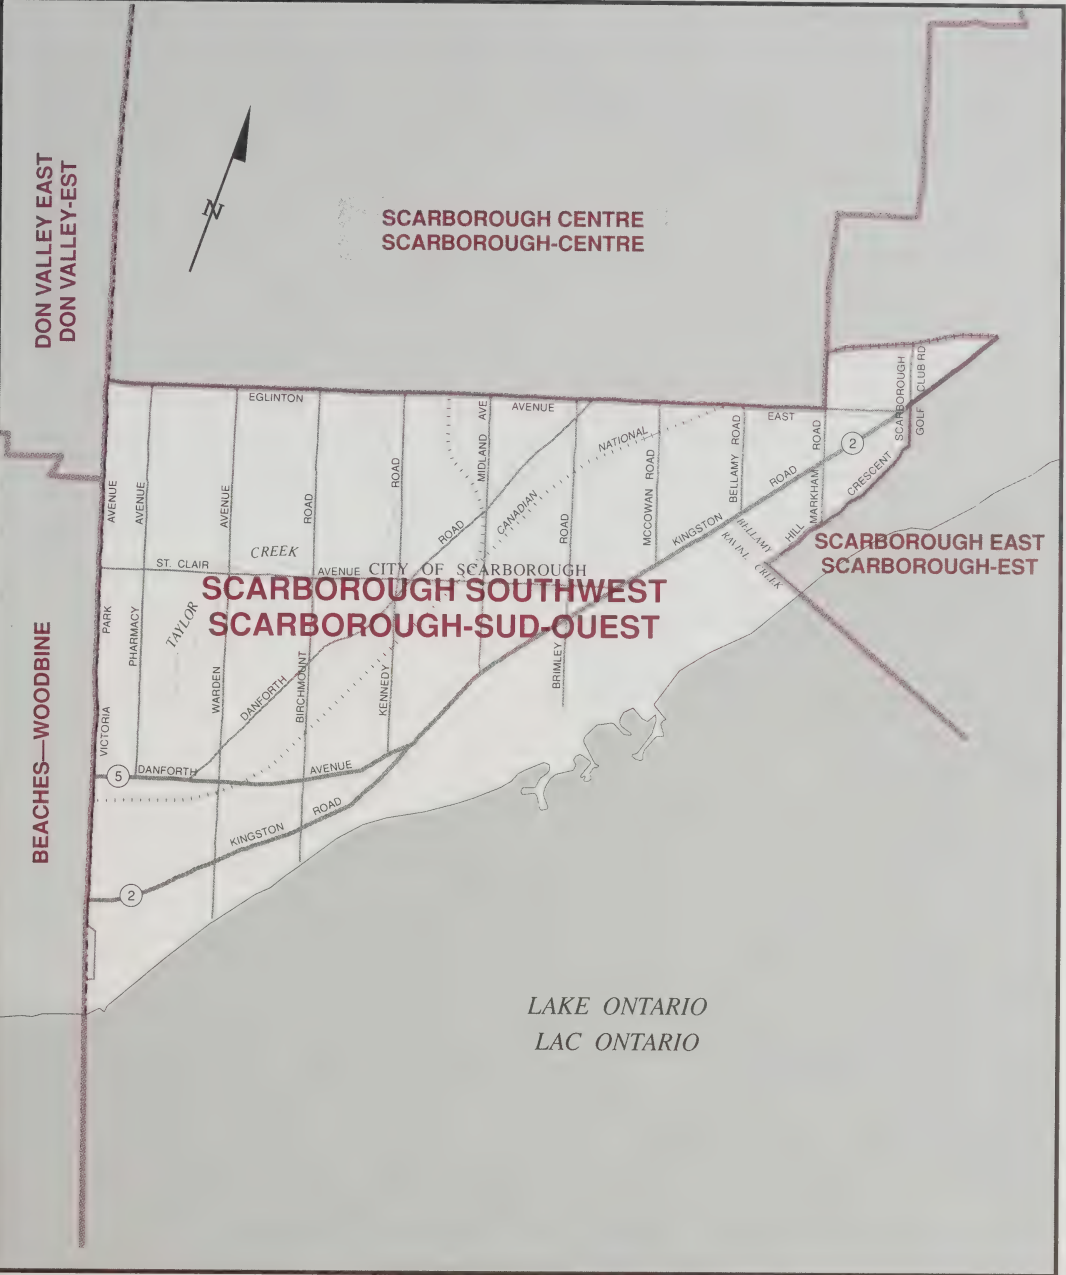 DON VALLEY EAST
DON VALLEY-EST
N
SCARBOROUGH CENTRE
SCARBOROUGH-CENTRE
EGLINTON
AVENUE
EAST
SCARBOROUGH
GOLF CLUB RD
AVENUE
AVENUE
AVENUE
ROAD
ROAD
MIDLAND AVE
ROAD
CANADIAN
NATIONAL
ROAD
MCCOWAN ROAD
BELLAMY ROAD
KINGSTON
ROAD
2
MARKHAM ROAD
HILL
CRESCENT
BELLAMY
RAVINE CREEK
SCARBOROUGH EAST
SCARBOROUGH-EST
ST. CLAIR
CREEK
AVENUE
CITY OF SCARBOROUGH
SCARBOROUGH SOUTHWEST
SCARBOROUGH-SUD-OUEST
BEACHES—WOODBINE
VICTORIA
PARK
PHARMACY
TAYLOR
WARDEN
DANFORTH
BIRCHMOUNT
KENNEDY
BRIMLEY
5
DANFORTH
AVENUE
KINGSTON
ROAD
2
LAKE ONTARIO
LAC ONTARIO